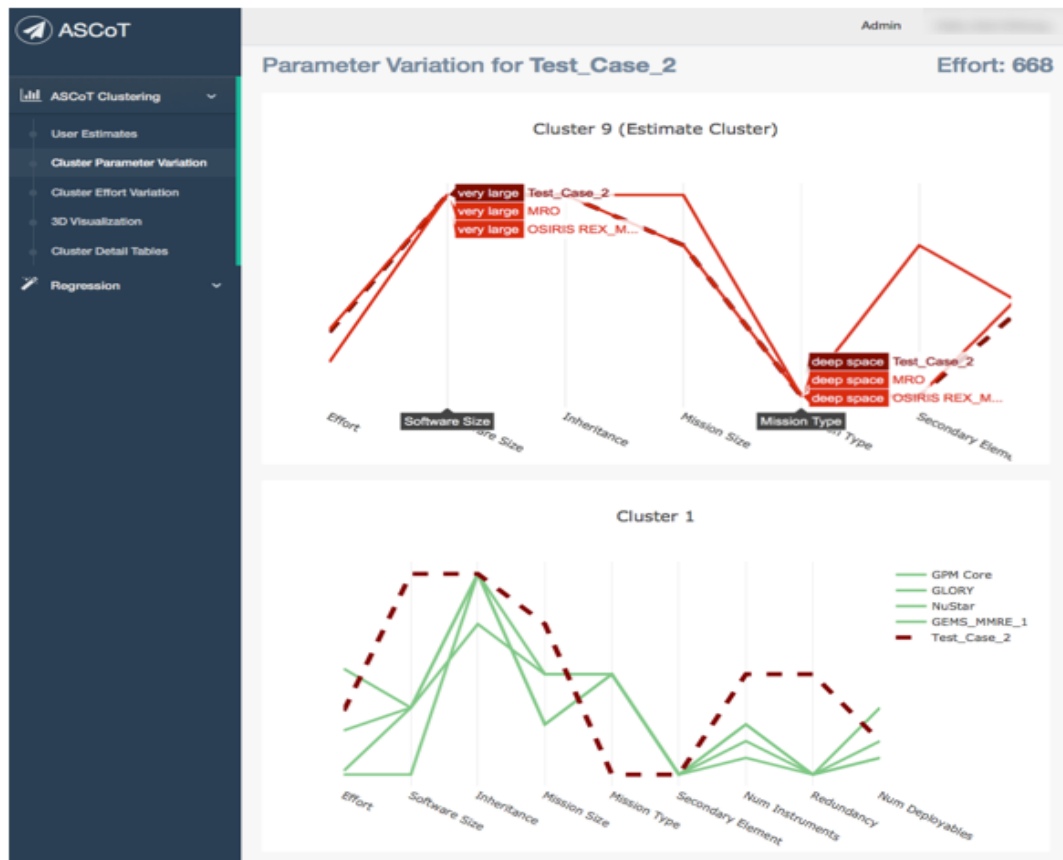 ASCoT
Admin
Parameter Variation for Test_Case_2
Effort: 668
ASCoT Clustering
User Estimates
Cluster Parameter Variation
Cluster Effort Variation
3D Visualization
Cluster Detail Tables
Regression
Cluster 9 (Estimate Cluster)
very large Test_Case_2
very large MRO
very large OSIRIS REX_M...
deep space Test_Case_2
deep space MRO
deep space OSIRIS REX_M...
Effort
Software Size
Inheritance
Mission Size
Mission Type
Secondary Elem
Cluster 1
GPM Core
GLORY
NuStar
GEMS_MMRE_1
Test_Case_2
Effort
Software Size
Inheritance
Mission Size
Mission Type
Secondary Element
Num Instruments
Redundancy
Num Deployables